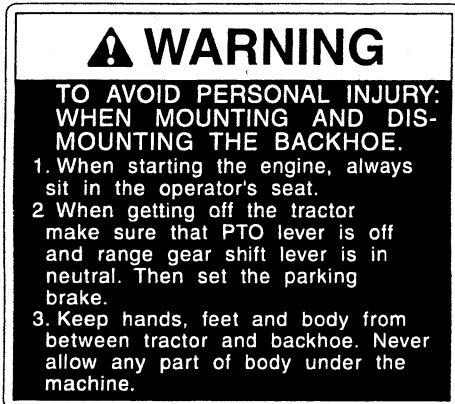 WARNING
TO AVOID PERSONAL INJURY:
WHEN MOUNTING AND DIS-
MOUNTING THE BACKHOE.
1. When starting the engine, always
sit in the operator's seat.
2 When getting off the tractor
make sure that PTO lever is off
and range gear shift lever is in
neutral. Then set the parking
brake.
3. Keep hands, feet and body from
between tractor and backhoe. Never
allow any part of body under the
machine.